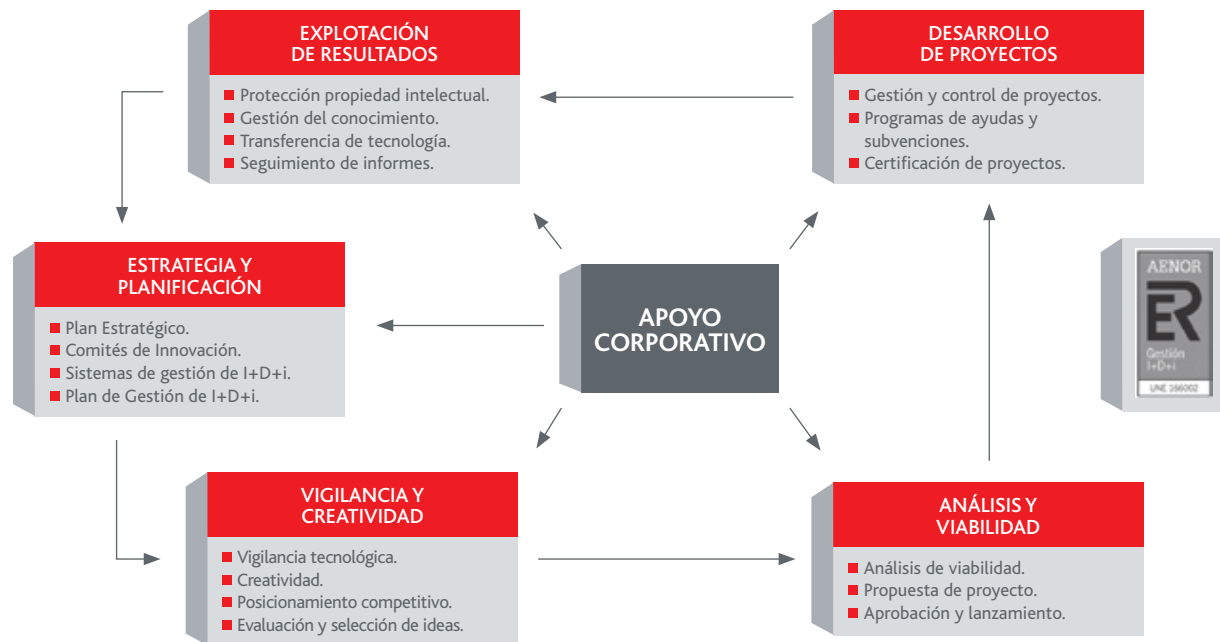 EXPLOTACIÓN
DE RESULTADOS
Protección propiedad intelectual.
Gestión del conocimiento.
Transferencia de tecnología.
Seguimiento de informes.
DESARROLLO
DE PROYECTOS
Gestión y control de proyectos.
Programas de ayudas y
subvenciones.
Certificación de proyectos.
ESTRATEGIA Y
PLANIFICACIÓN
Plan Estratégico.
Comités de Innovación.
Sistemas de gestión de I+D+i.
Plan de Gestión de I+D+i.
APOYO
CORPORATIVO
AENOR
ER
Gestión
I+D+i
UNE 166002
VIGILANCIA Y
CREATIVIDAD
Vigilancia tecnológica.
Creatividad.
Posicionamiento competitivo.
Evaluación y selección de ideas.
ANÁLISIS Y
VIABILIDAD
Análisis de viabilidad.
Propuesta de proyecto.
Aprobación y lanzamiento.